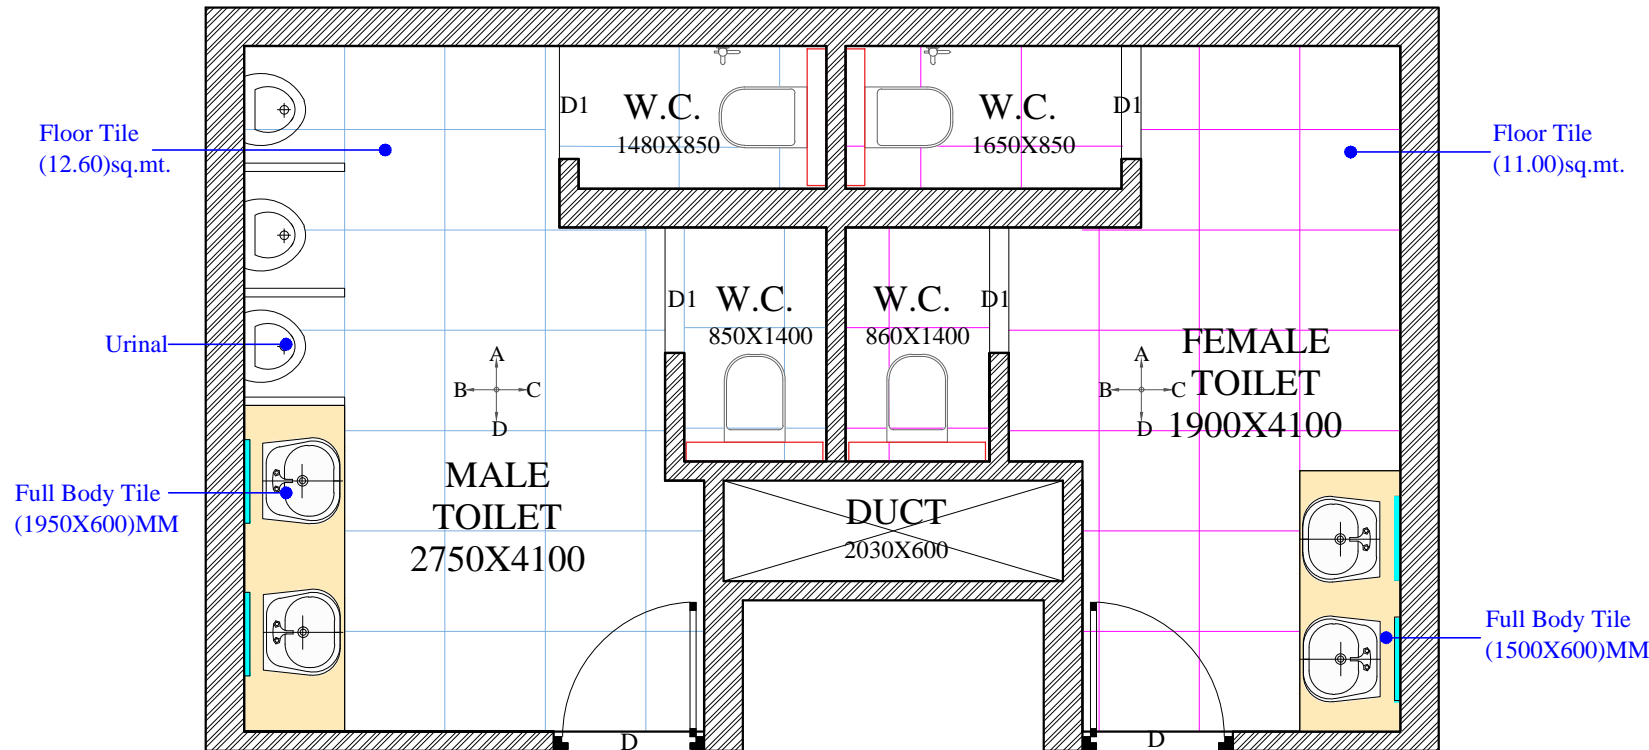 D1
W.C.
1480X850
W.C.
1650X850
D1
Floor Tile
(12.60)sq.mt.
Floor Tile
(11.00)sq.mt.
D1
W.C.
850X1400
W.C.
860X1400
D1
Urinal
A
B
C
D
A
B
C
D
FEMALE
TOILET
1900X4100
MALE
TOILET
2750X4100
Full Body Tile
(1950X600)MM
DUCT
2030X600
Full Body Tile
(1500X600)MM
D
D